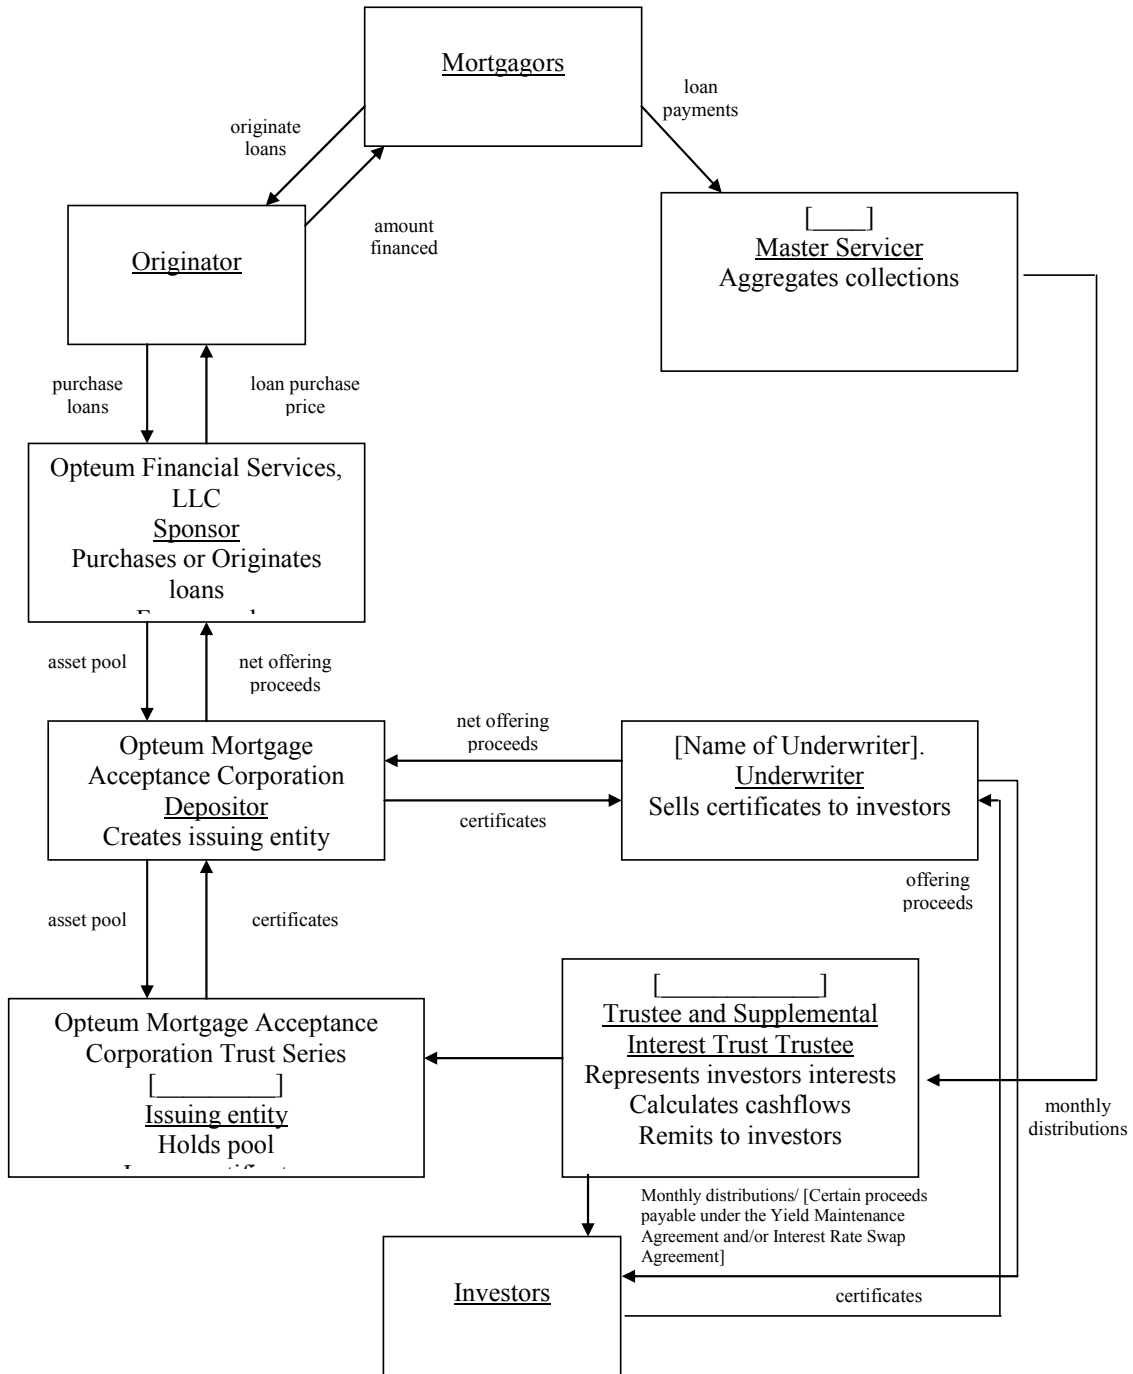 Mortgagors
loan
payments
originate
loans
amount
financed
Originator
[____]
Master Servicer
Aggregates collections
purchase
loans
loan purchase
price
Opteum Financial Services,
LLC
Sponsor
Purchases or Originates
loans
asset pool
net offering
proceeds
Opteum Mortgage
Acceptance Corporation
Depositor
Creates issuing entity
net offering
proceeds
certificates
[Name of Underwriter].
Underwriter
Sells certificates to investors
offering
proceeds
asset pool
certificates
Opteum Mortgage Acceptance
Corporation Trust Series
[_________]
Issuing entity
Holds pool
[____________]
Trustee and Supplemental
Interest Trust Trustee
Represents investors interests
Calculates cashflows
Remits to investors
monthly
distributions
Monthly distributions/ [Certain proceeds
payable under the Yield Maintenance
Agreement and/or Interest Rate Swap
Agreement]
Investors
certificates